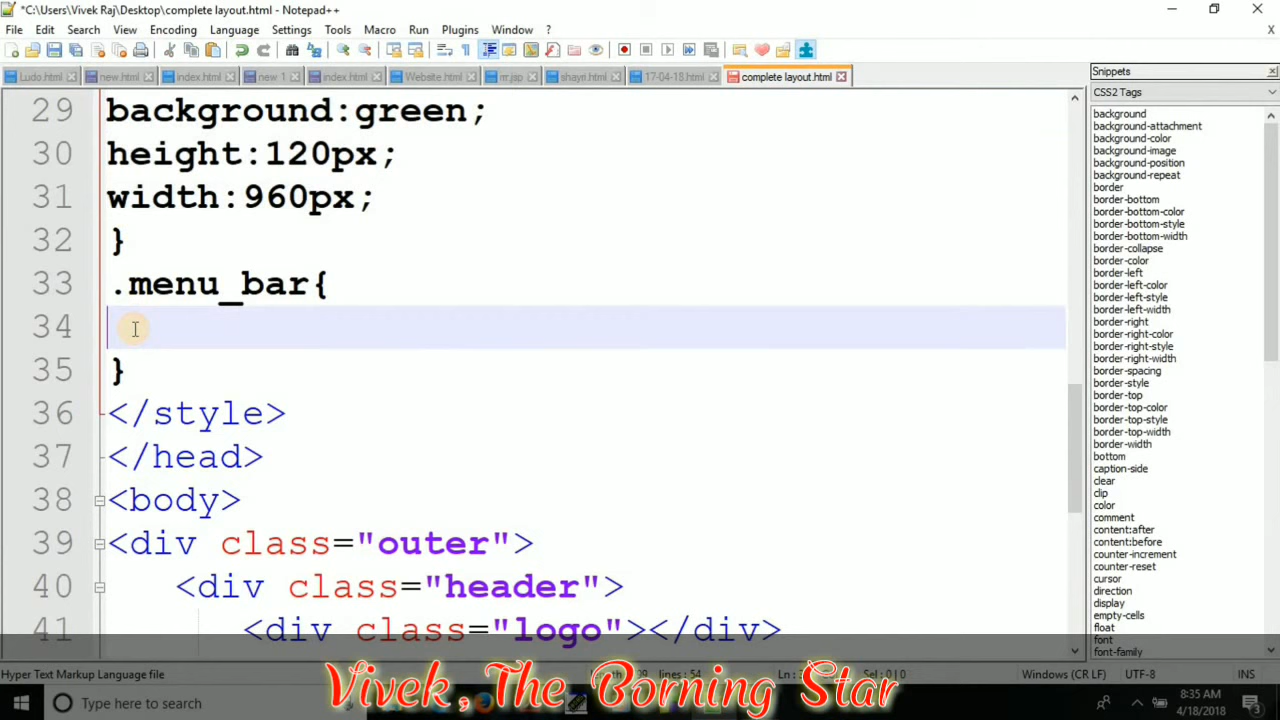 *C:\Users\Vivek Raj\Desktop\complete layout.html - Notepad++
File Edit Search View Encoding Language Settings Tools Macro Run Plugins Window ? X
Ludo.html new.html index.html new 1 index.html Website.html rrr.jsp shayri.html 17-04-18.html complete layout.html
Snippets
CSS2 Tags
29 background:green;
30 height:120px;
31 width:960px;
32 }
33 .menu_bar{
34
35 }
36 </style>
37 </head>
38 <body>
39 <div class="outer">
40 <div class="header">
41 <div class="logo"></div>
background
background-attachment
background-color
background-image
background-position
background-repeat
border
border-bottom
border-bottom-color
border-bottom-style
border-bottom-width
border-collapse
border-color
border-left
border-left-color
border-left-style
border-left-width
border-right
border-right-color
border-right-style
border-right-width
border-spacing
border-style
border-top
border-top-color
border-top-style
border-top-width
border-width
bottom
caption-side
clear
clip
color
comment
content:after
content:before
counter-increment
counter-reset
cursor
direction
display
empty-cells
float
font
font-family
Hyper Text Markup Language file lines : 54 Sel : 0 | 0 Windows (CR LF) UTF-8 INS
Vivek, The Borning Star
Type here to search
8:35 AM
4/18/2018
3